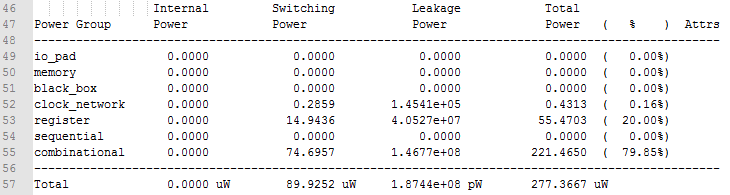 46 Internal Switching Leakage Total
47 Power Group Power Power Power Power ( % ) Attrs
48 --------------------------------------------------------------------------------
49 io_pad 0.0000 0.0000 0.0000 0.0000 ( 0.00%)
50 memory 0.0000 0.0000 0.0000 0.0000 ( 0.00%)
51 black_box 0.0000 0.0000 0.0000 0.0000 ( 0.00%)
52 clock_network 0.0000 0.2859 1.4541e+05 0.4313 ( 0.16%)
53 register 0.0000 14.9436 4.0527e+07 55.4703 ( 20.00%)
54 sequential 0.0000 0.0000 0.0000 0.0000 ( 0.00%)
55 combinational 0.0000 74.6957 1.4677e+08 221.4650 ( 79.85%)
56 --------------------------------------------------------------------------------
57 Total 0.0000 uW 89.9252 uW 1.8744e+08 pW 277.3667 uW